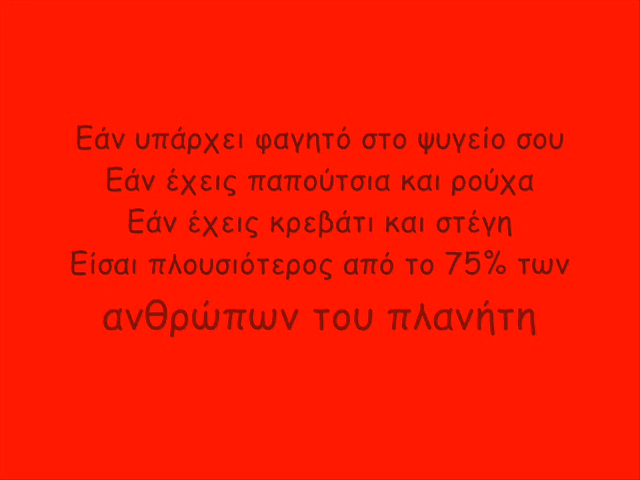 Εάν υπάρχει φαγητό στο ψυγείο σου
Εάν έχεις παπούτσια και ρούχα
Εάν έχεις κρεβάτι και στέγη
Είσαι πλουσιότερος από το 75% των
ανθρώπων του πλανήτη